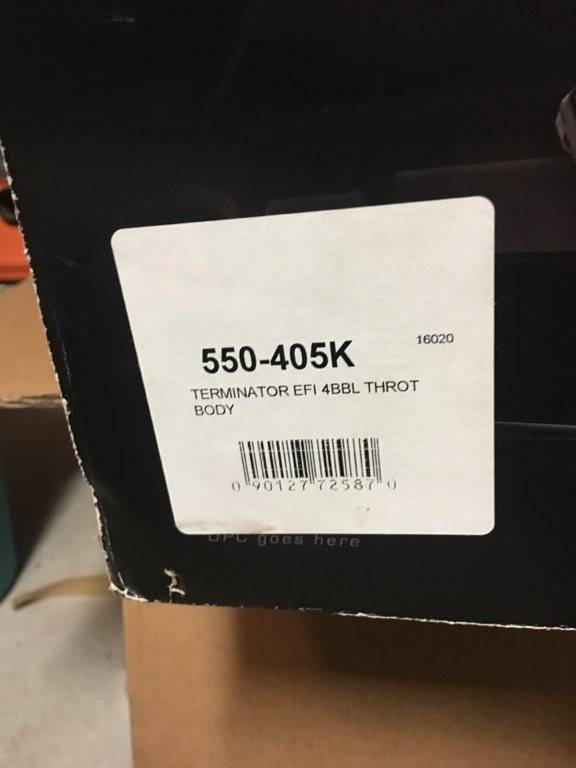 550-405K
16020
TERMINATOR EFI 4BBL THROT
BODY
0 90127 72587 0
UPC goes here